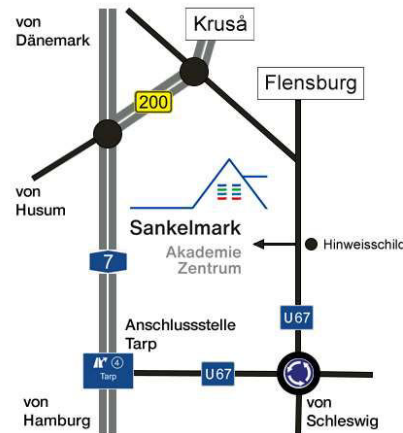 von
Dänemark
Kruså
200
Flensburg
von
Husum
Sankelmark
Akademie
Zentrum
Hinweisschild
7
U67
Anschlussstelle
Tarp
4
Tarp
U67
von
Hamburg
von
Schleswig